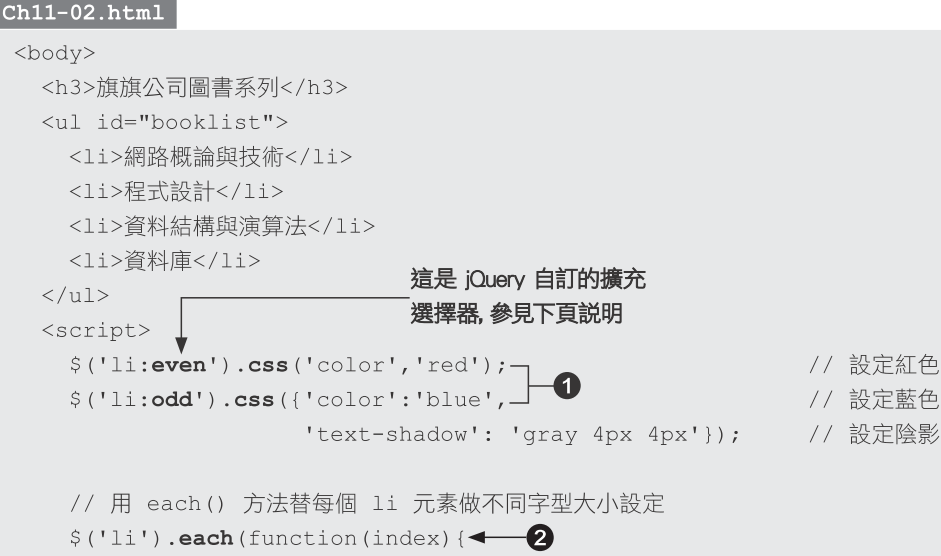 Ch11-02.html
<body>
  <h3>旗旗公司圖書系列</h3>
  <ul id="booklist">
    <li>網路概論與技術</li>
    <li>程式設計</li>
    <li>資料結構與演算法</li>
    <li>資料庫</li>
  </ul>
這是 jQuery 自訂的擴充
選擇器, 參見下頁説明
  <script>
    $('li:even').css('color','red'); // 設定紅色
    $('li:odd').css({'color':'blue', ❶ // 設定藍色
                     'text-shadow': 'gray 4px 4px'}); // 設定陰影
    // 用 each() 方法替每個 li 元素做不同字型大小設定
    $('li').each(function(index){ ❷